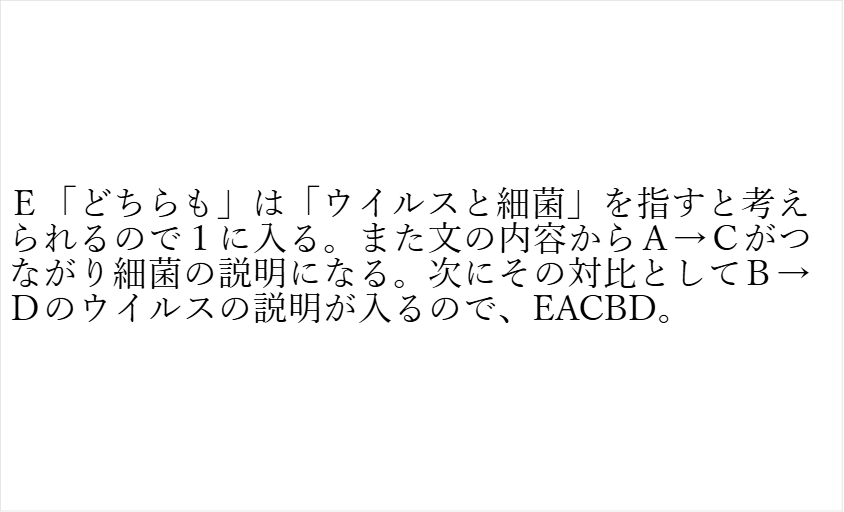 E「どちらも」は「ウイルスと細菌」を指すと考え
られるので１に入る。また文の内容からＡ→Ｃがつ
ながり細菌の説明になる。次にその対比としてＢ→
Ｄのウイルスの説明が入るので、EACBD。